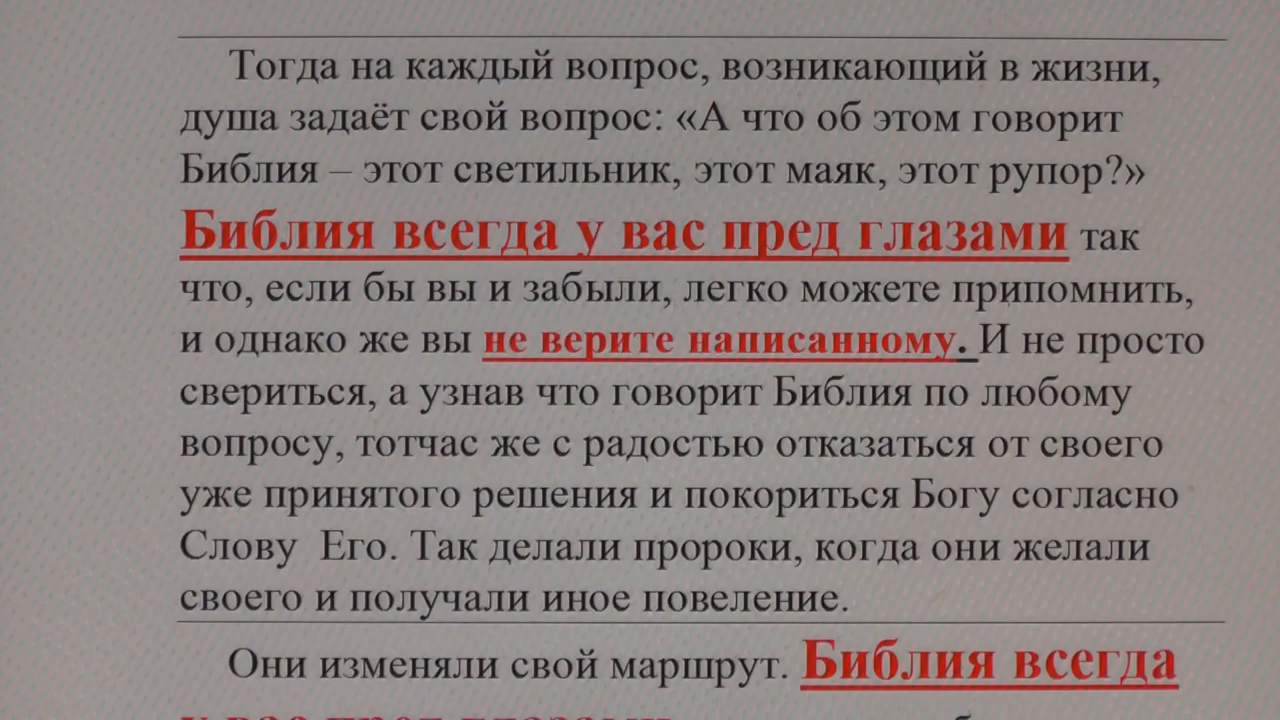 Тогда на каждый вопрос, возникающий в жизни,
душа задаёт свой вопрос: «А что об этом говорит
Библия – этот светильник, этот маяк, этот рупор?»
Библия всегда у вас пред глазами так
что, если бы вы и забыли, легко можете припомнить,
и однако же вы не верите написанному. И не просто
свериться, а узнав что говорит Библия по любому
вопросу, тотчас же с радостью отказаться от своего
уже принятого решения и покориться Богу согласно
Слову Его. Так делали пророки, когда они желали
своего и получали иное повеление.
Они изменяли свой маршрут. Библия всегда